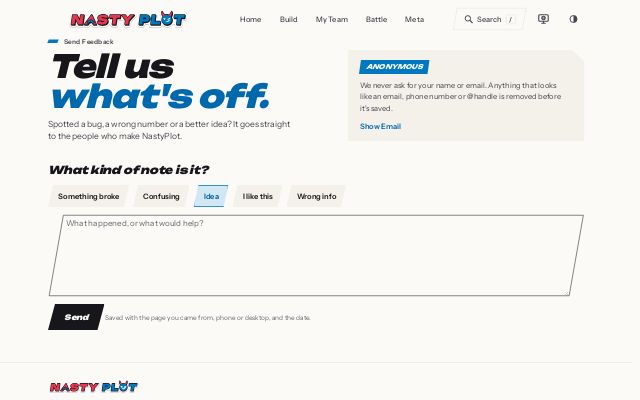 NASTY PLOT
Home
Build
My Team
Battle
Meta
Search /
Send Feedback
Tell us
what's off.
Spotted a bug, a wrong number or a better idea? It goes straight
to the people who make NastyPlot.
ANONYMOUS
We never ask for your name or email. Anything that looks
like an email, phone number or @handle is removed before
it's saved.
Show Email
What kind of note is it?
Something broke
Confusing
Idea
I like this
Wrong info
What happened, or what would help?
Send
Saved with the page you came from, phone or desktop, and the date.
NASTY PLOT